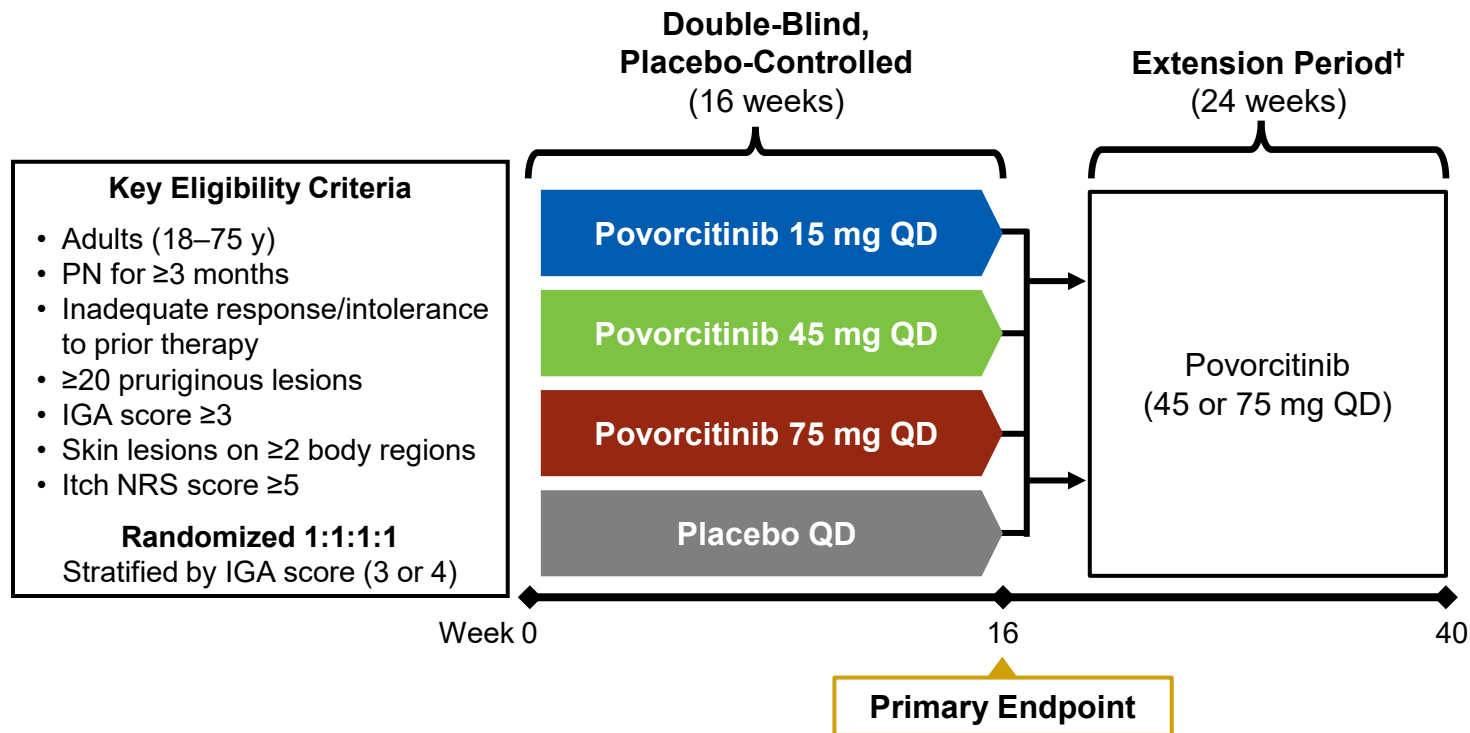 Double-Blind,
Placebo-Controlled
(16 weeks)
Extension Period†
(24 weeks)
Key Eligibility Criteria
• Adults (18–75 y)
• PN for ≥3 months
• Inadequate response/intolerance
to prior therapy
• ≥20 pruriginous lesions
• IGA score ≥3
• Skin lesions on ≥2 body regions
• Itch NRS score ≥5
Randomized 1:1:1:1
Stratified by IGA score (3 or 4)
Povorcitinib 15 mg QD
Povorcitinib 45 mg QD
Povorcitinib 75 mg QD
Placebo QD
Povorcitinib
(45 or 75 mg QD)
Week 0
16
40
Primary Endpoint